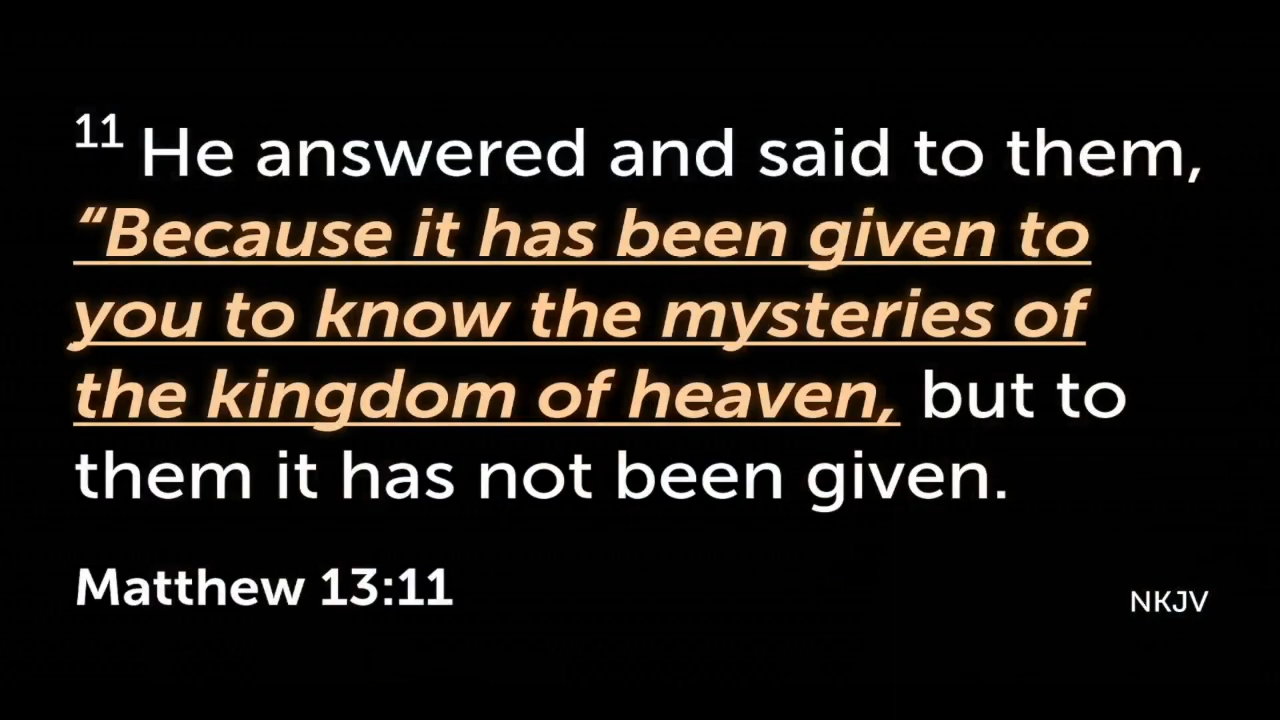 11 He answered and said to them,
“Because it has been given to
you to know the mysteries of
the kingdom of heaven, but to
them it has not been given.
Matthew 13:11
NKJV